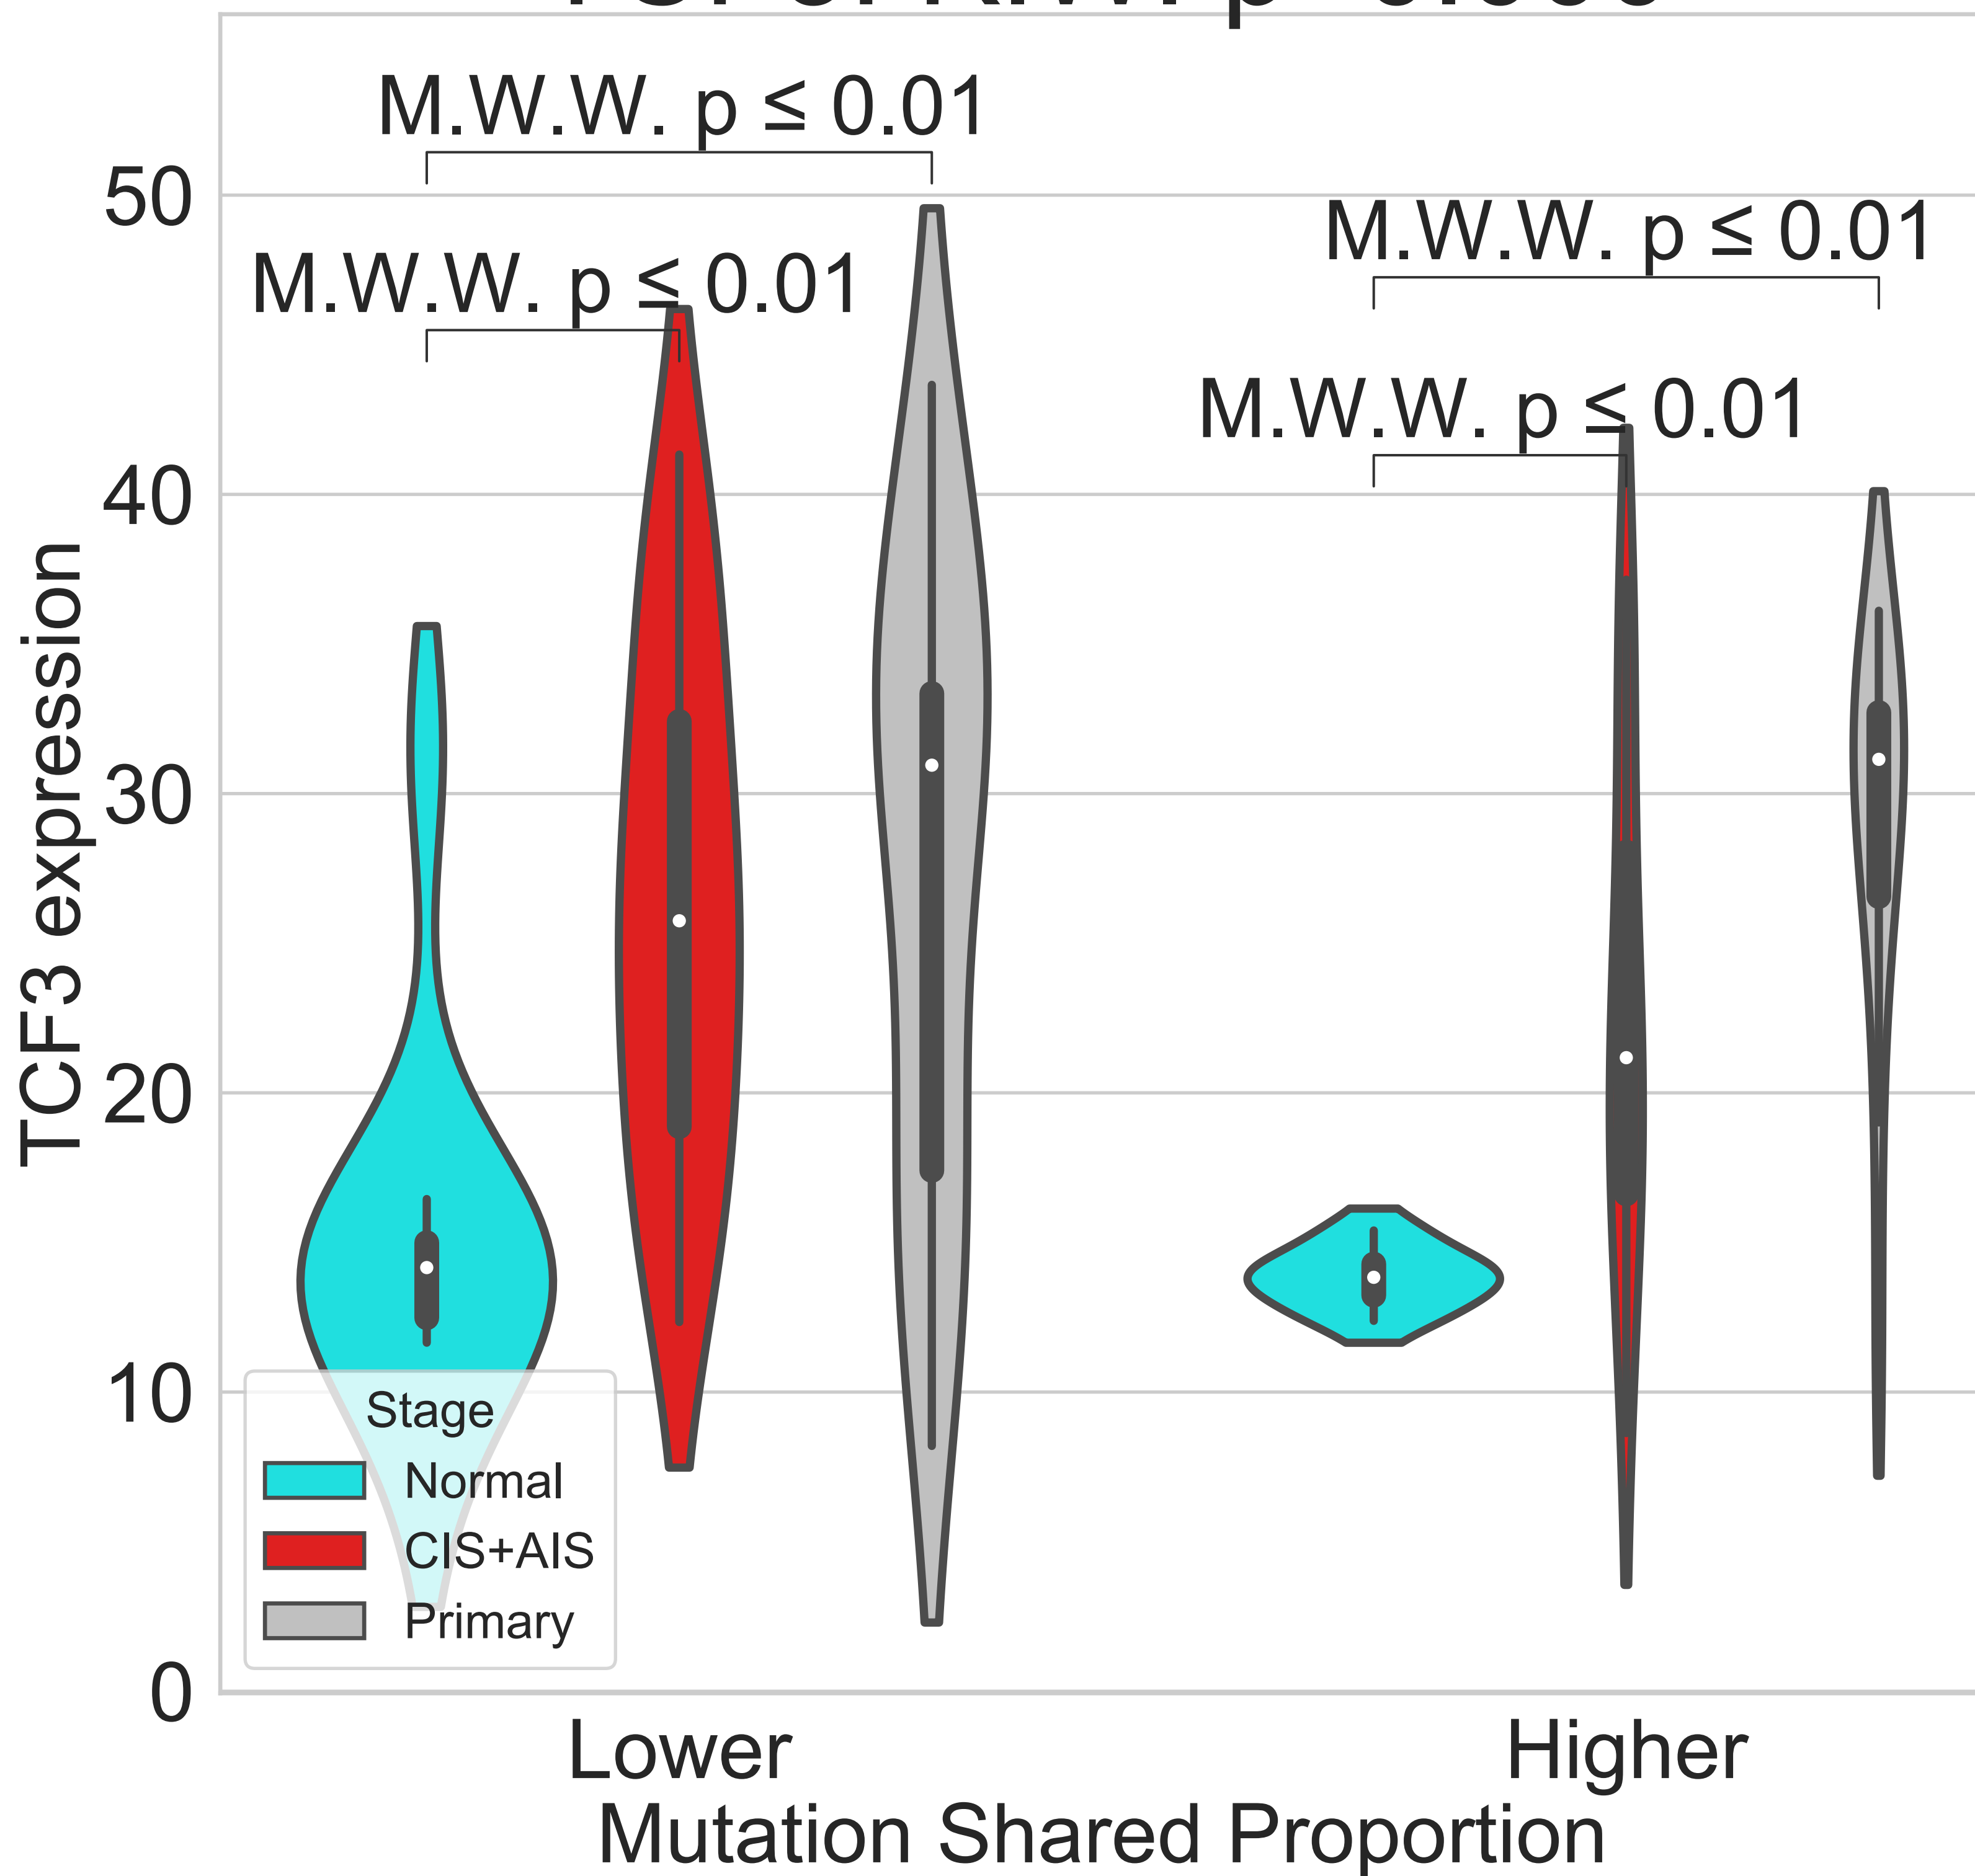 M.W.W. p ≤ 0.01
50
M.W.W. p ≤ 0.01
M.W.W. p ≤ 0.01
M.W.W. p ≤ 0.01
40
TCF3 expression
30
20
10
Stage
Normal
CIS+AIS
Primary
0
Lower
Higher
Mutation Shared Proportion